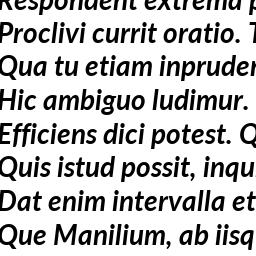 Respondent extrema p
Proclivi currit oratio. T
Qua tu etiam inpruder
Hic ambiguo ludimur.
Efficiens dici potest. Q
Quis istud possit, inqu
Dat enim intervalla et
Que Manilium, ab iisq